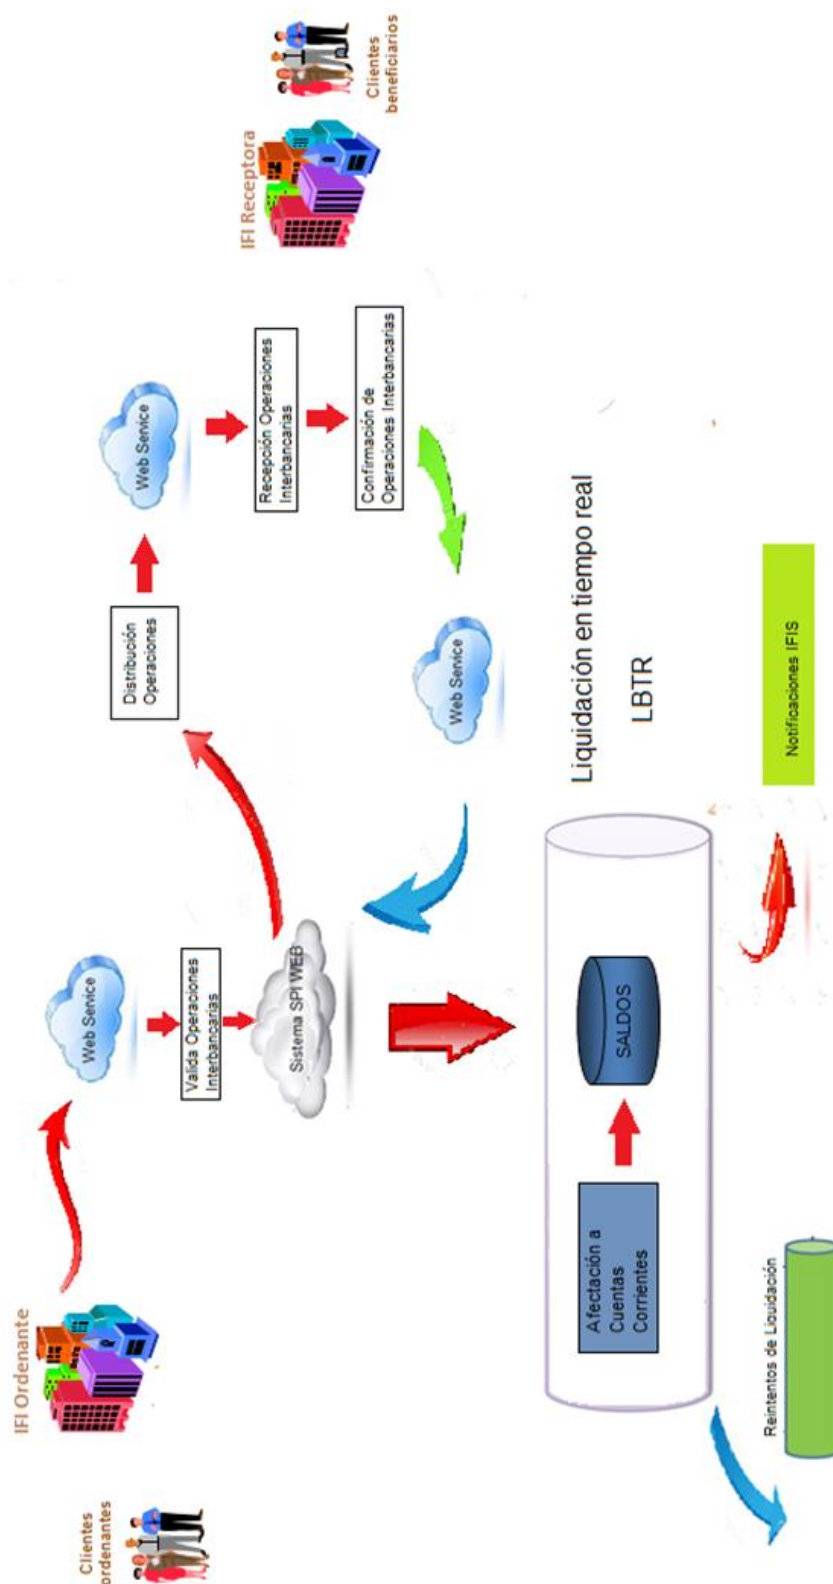 Clientes
ordenantes
IFI Ordenante
Web Service
Valida Operaciones
Interbancarias
Sistema SPI WEB
Distribución
Operaciones
Web Service
Recepción Operaciones
Interbancarias
Confirmación de
Operaciones Interbancarias
IFI Receptora
Clientes
beneficiarios
Web Service
Liquidación en tiempo real
LBTR
Afectación a
Cuentas
Corrientes
SALDOS
Reintentos de Liquidación
Notificaciones IFIS